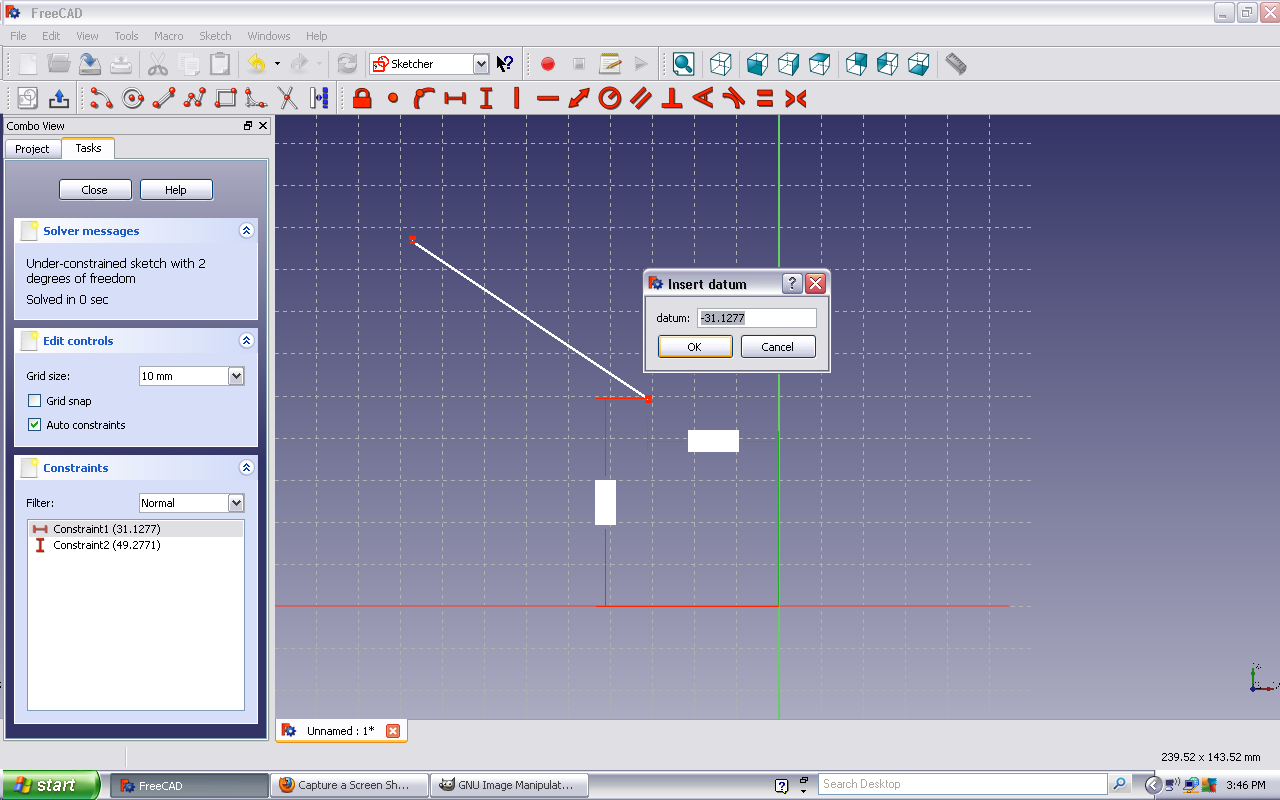 FreeCAD
File Edit View Tools Macro Sketch Windows Help
Sketcher
Combo View
Project Tasks
Close Help
Solver messages
Under-constrained sketch with 2
degrees of freedom
Solved in 0 sec
Edit controls
Grid size: 10 mm
Grid snap
Auto constraints
Constraints
Filter: Normal
Constraint1 (31.1277)
Constraint2 (49.2771)
Insert datum
datum: -31.1277
OK Cancel
Unnamed : 1*
239.52 x 143.52 mm
start FreeCAD Capture a Screen Sh... GNU Image Manipulat... Search Desktop 3:46 PM